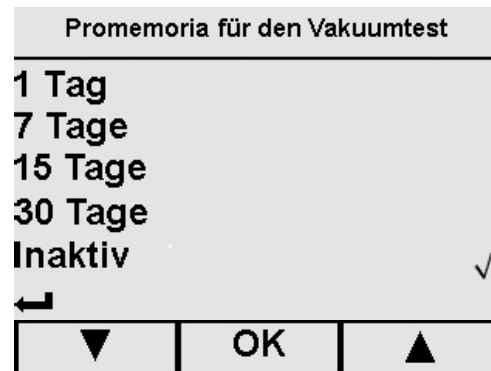 Promemoria für den Vakuumtest
1 Tag
7 Tage
15 Tage
30 Tage
Inaktiv
OK